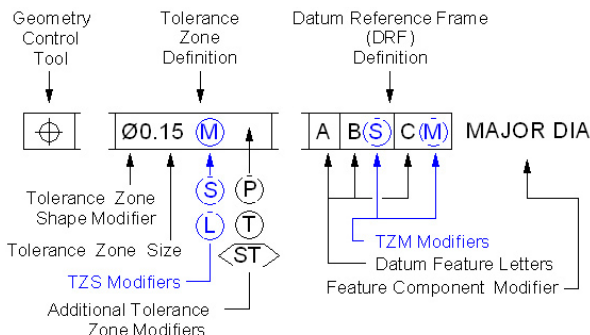 Geometry
Control
Tool
Tolerance
Zone
Definition
Datum Reference Frame
(DRF)
Definition
Ø0.15 Ⓜ
A B Ⓢ C Ⓜ MAJOR DIA
Ⓢ Ⓟ
Ⓛ Ⓣ
ST
Tolerance Zone
Shape Modifier
Tolerance Zone Size
TZS Modifiers
Additional Tolerance
Zone Modifiers
TZM Modifiers
Datum Feature Letters
Feature Component Modifier